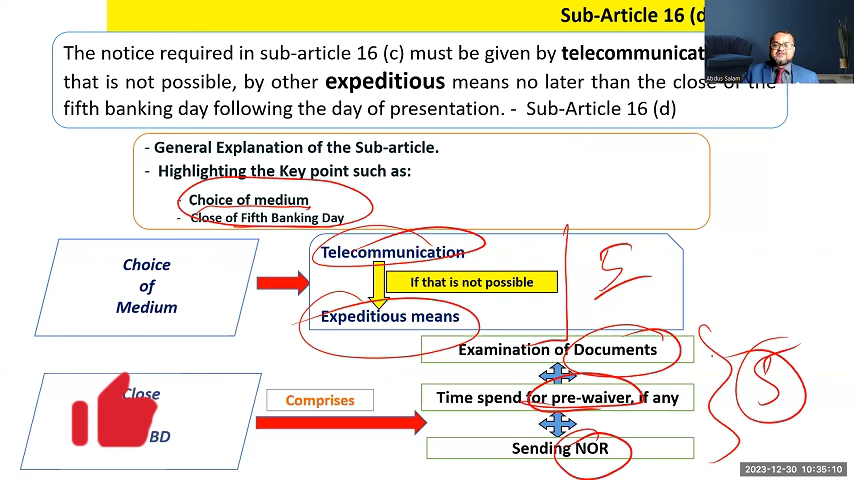 Sub-Article 16 (d
Abdus Salam
The notice required in sub-article 16 (c) must be given by telecommunicat
that is not possible, by other expeditious means no later than the close of the
fifth banking day following the day of presentation. - Sub-Article 16 (d)
- General Explanation of the Sub-article.
- Highlighting the Key point such as:
- Choice of medium
- Close of Fifth Banking Day
Choice
of
Medium
Telecommunication
If that is not possible
Expeditious means
5
Examination of Documents
Time spend for pre-waiver, if any
Sending NOR
5
Close
BD
Comprises
2023-12-30 10:35:10